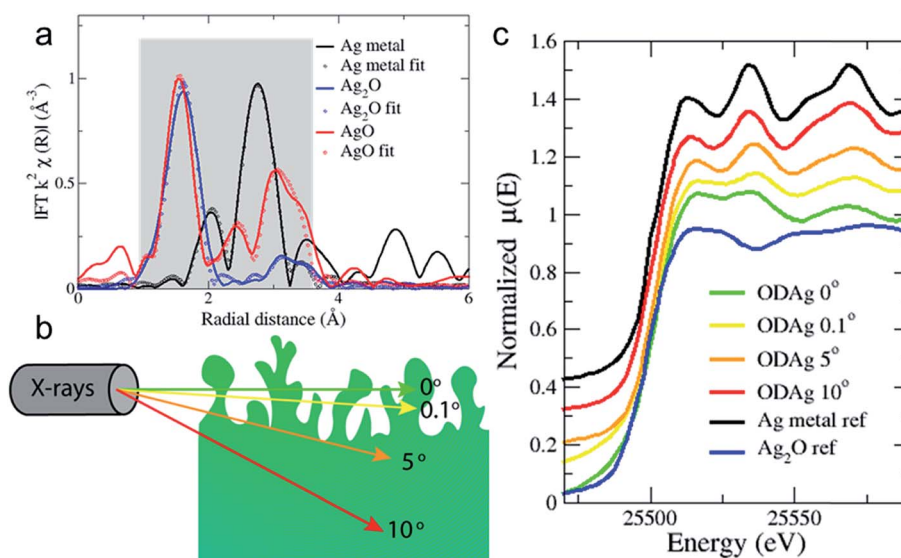 a
|FT k² χ (R)| (Å⁻³)
1
0.5
0
0
2
4
6
Radial distance (Å)
Ag metal
Ag metal fit
Ag₂O
Ag₂O fit
AgO
AgO fit
b
X-rays
0°
0.1°
5°
10°
c
Normalized μ(E)
1.6
1.4
1.2
1
0.8
0.6
0.4
0.2
0
25500
25550
Energy (eV)
ODAg 0°
ODAg 0.1°
ODAg 5°
ODAg 10°
Ag metal ref
Ag₂O ref